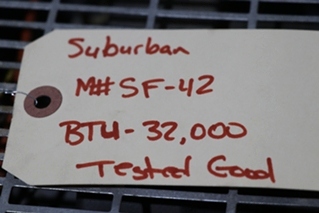 Suburban
M# SF-42
BTU-32,000
Tested Good